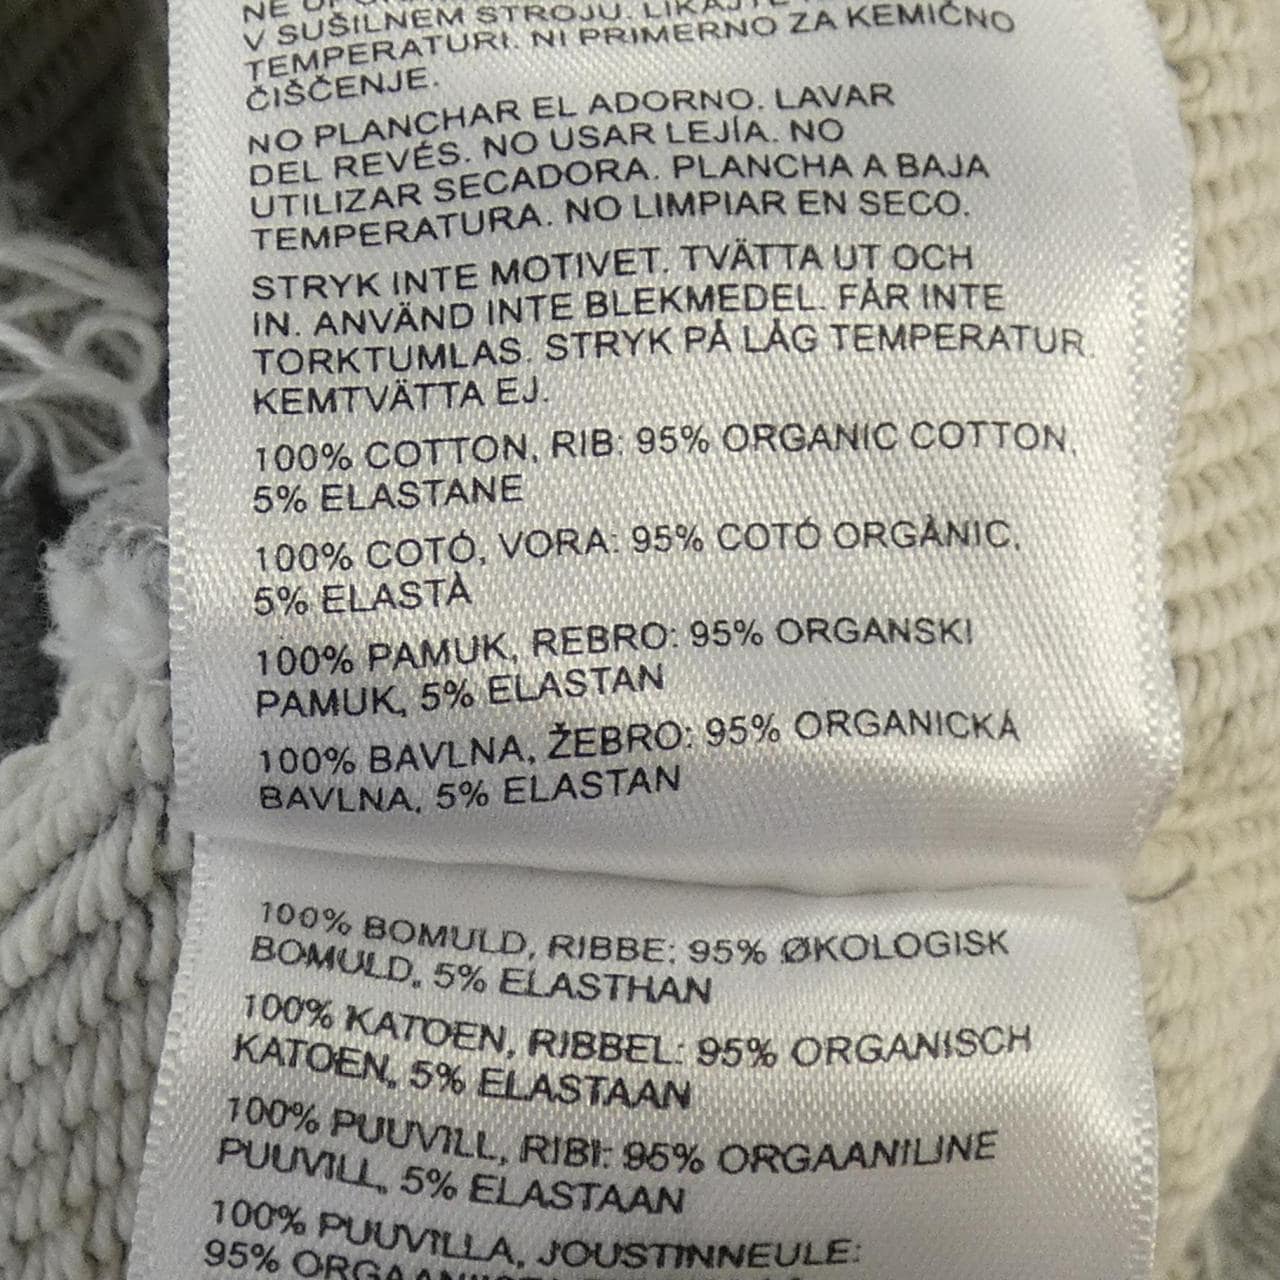 V SUŠILNEM STROJU.
TEMPERATURI. NI PRIMERNO ZA KEMIČNO
ČIŠČENJE.
NO PLANCHAR EL ADORNO. LAVAR
DEL REVÉS. NO USAR LEJÍA. NO
UTILIZAR SECADORA. PLANCHA A BAJA
TEMPERATURA. NO LIMPIAR EN SECO.
STRYK INTE MOTIVET. TVÄTTA UT OCH
IN. ANVÄND INTE BLEKMEDEL. FÅR INTE
TORKTUMLAS. STRYK PÅ LÅG TEMPERATUR.
KEMTVÄTTA EJ.
100% COTTON, RIB: 95% ORGANIC COTTON,
5% ELASTANE
100% COTÓ, VORA: 95% COTÓ ORGÀNIC,
5% ELASTÀ
100% PAMUK, REBRO: 95% ORGANSKI
PAMUK, 5% ELASTAN
100% BAVLNA, ŽEBRO: 95% ORGANICKÁ
BAVLNA, 5% ELASTAN
100% BOMULD, RIBBE: 95% ØKOLOGISK
BOMULD, 5% ELASTHAN
100% KATOEN, RIBBEL: 95% ORGANISCH
KATOEN, 5% ELASTAAN
100% PUUVILL, RIBI: 95% ORGAANILINE
PUUVILL, 5% ELASTAAN
100% PUUVILLA, JOUSTINNEULE:
95%